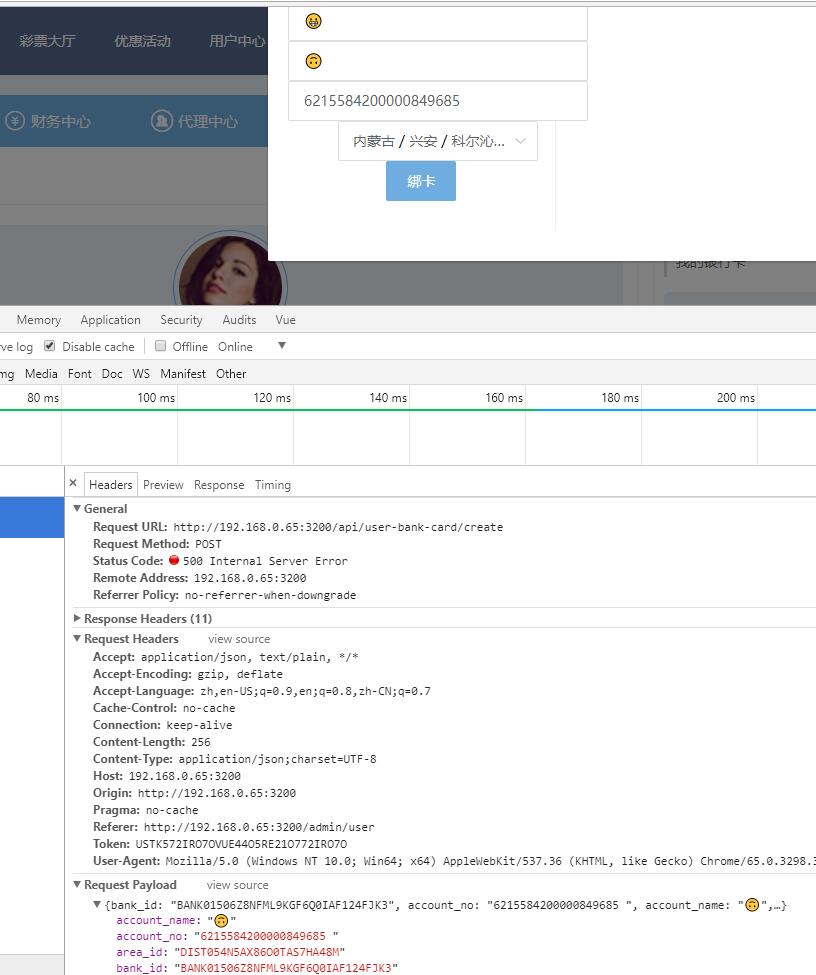 彩票大厅 优惠活动 用户中心
😀
🙃
6215584200000849685
内蒙古 / 兴安 / 科尔沁...
綁卡
财务中心 代理中心
我的银行卡
Memory Application Security Audits Vue
rve log Disable cache Offline Online
mg Media Font Doc WS Manifest Other
80 ms 100 ms 120 ms 140 ms 160 ms 180 ms 200 ms
× Headers Preview Response Timing
General
Request URL: http://192.168.0.65:3200/api/user-bank-card/create
Request Method: POST
Status Code: 500 Internal Server Error
Remote Address: 192.168.0.65:3200
Referrer Policy: no-referrer-when-downgrade
Response Headers (11)
Request Headers view source
Accept: application/json, text/plain, */*
Accept-Encoding: gzip, deflate
Accept-Language: zh,en-US;q=0.9,en;q=0.8,zh-CN;q=0.7
Cache-Control: no-cache
Connection: keep-alive
Content-Length: 256
Content-Type: application/json;charset=UTF-8
Host: 192.168.0.65:3200
Origin: http://192.168.0.65:3200
Pragma: no-cache
Referer: http://192.168.0.65:3200/admin/user
Token: USTK572IRO7OVUE44O5RE21O772IRO7O
User-Agent: Mozilla/5.0 (Windows NT 10.0; Win64; x64) AppleWebKit/537.36 (KHTML, like Gecko) Chrome/65.0.3298.3
Request Payload view source
{bank_id: "BANK01506Z8NFML9KGF6Q0IAF124FJK3", account_no: "6215584200000849685 ", account_name: "🙃",…}
account_name: "🙃"
account_no: "6215584200000849685 "
area_id: "DIST054N5AX86O0TAS7HA48M"
bank_id: "BANK01506Z8NFML9KGF6Q0IAF124FJK3"